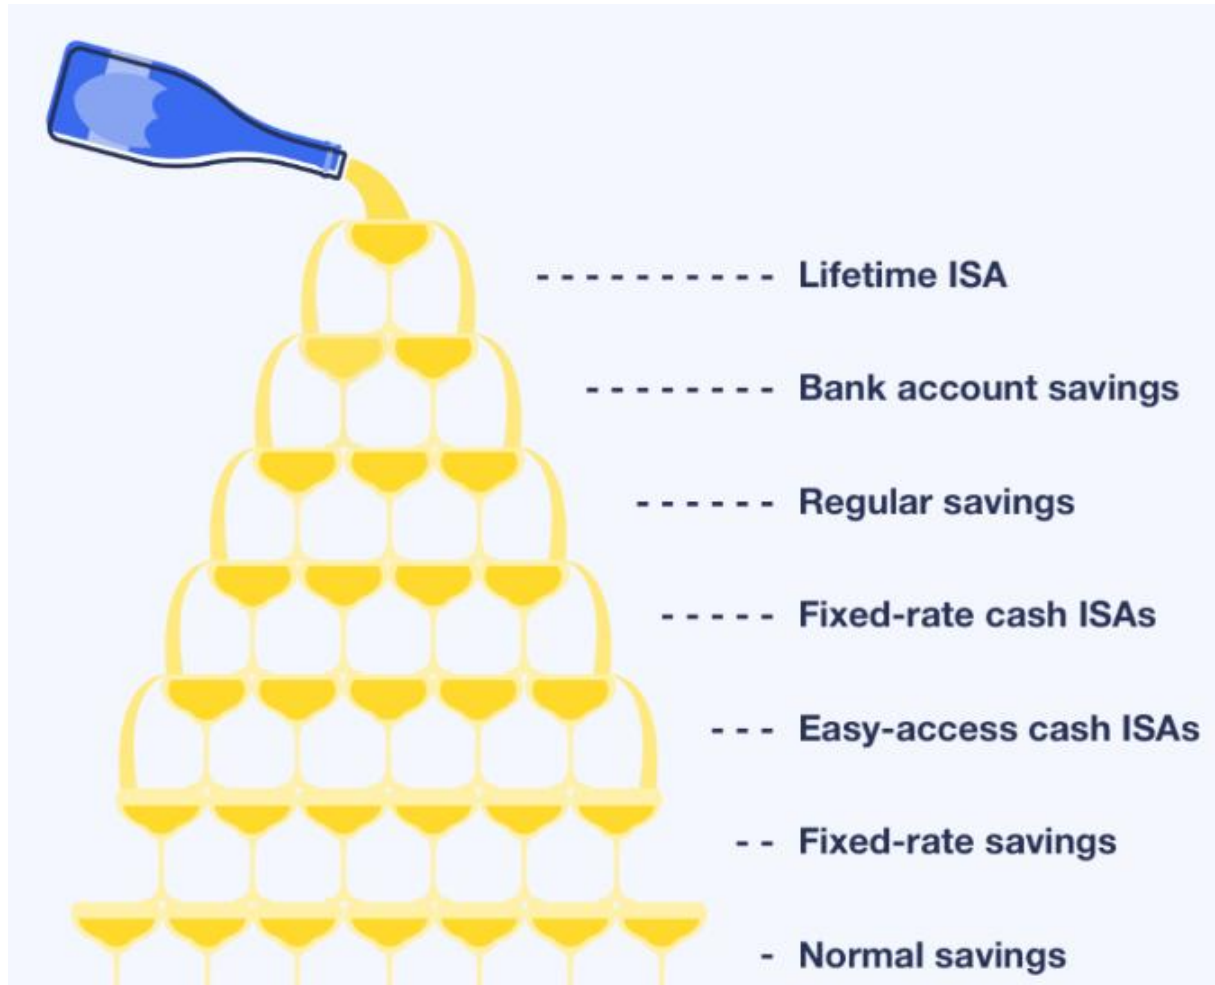 Lifetime ISA
Bank account savings
Regular savings
Fixed-rate cash ISAs
Easy-access cash ISAs
Fixed-rate savings
Normal savings